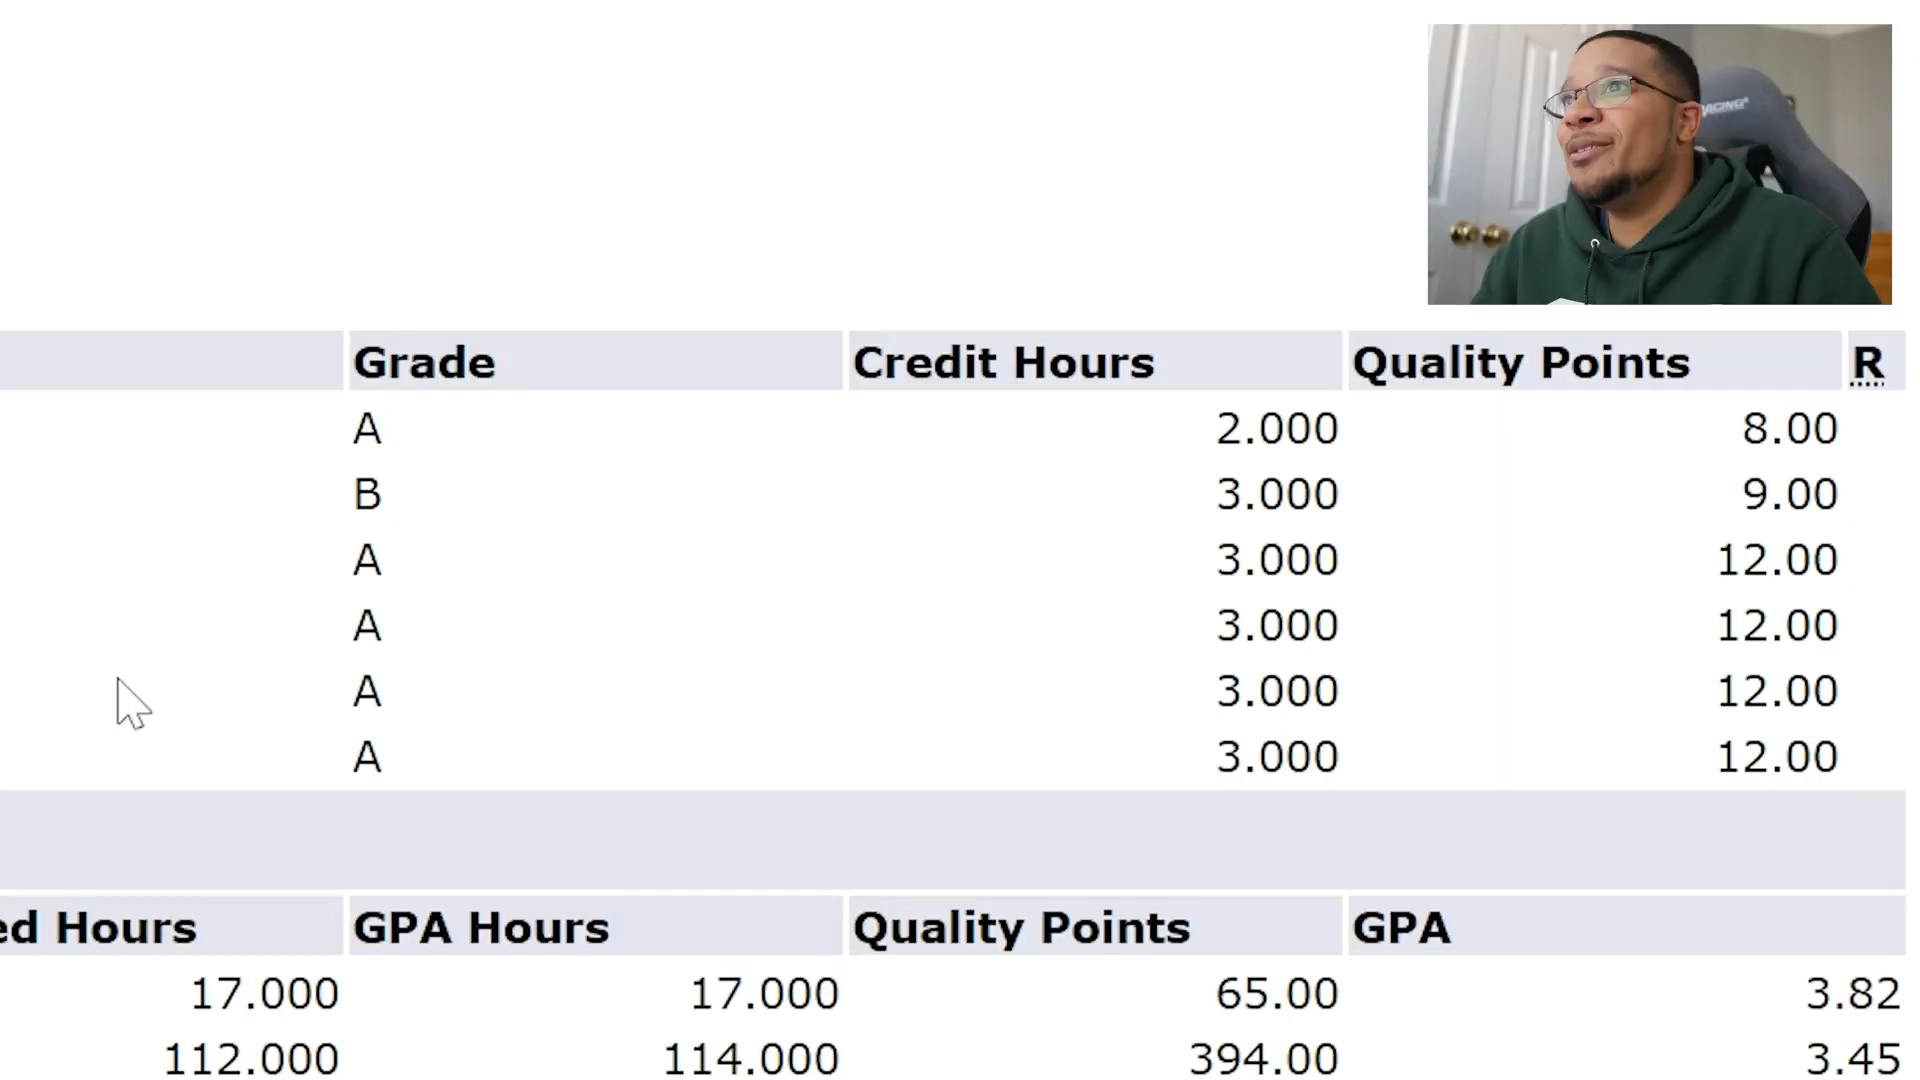 ACING
Grade Credit Hours Quality Points R
A 2.000 8.00
B 3.000 9.00
A 3.000 12.00
A 3.000 12.00
A 3.000 12.00
A 3.000 12.00
ed Hours GPA Hours Quality Points GPA
17.000 17.000 65.00 3.82
112.000 114.000 394.00 3.45